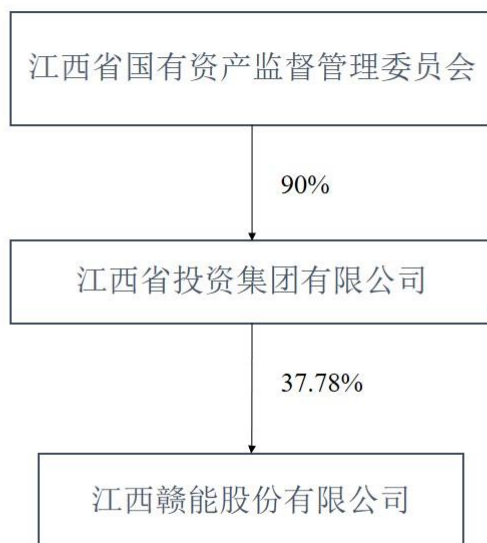 江西省国有资产监督管理委员会
90%
江西省投资集团有限公司
37.78%
江西赣能股份有限公司